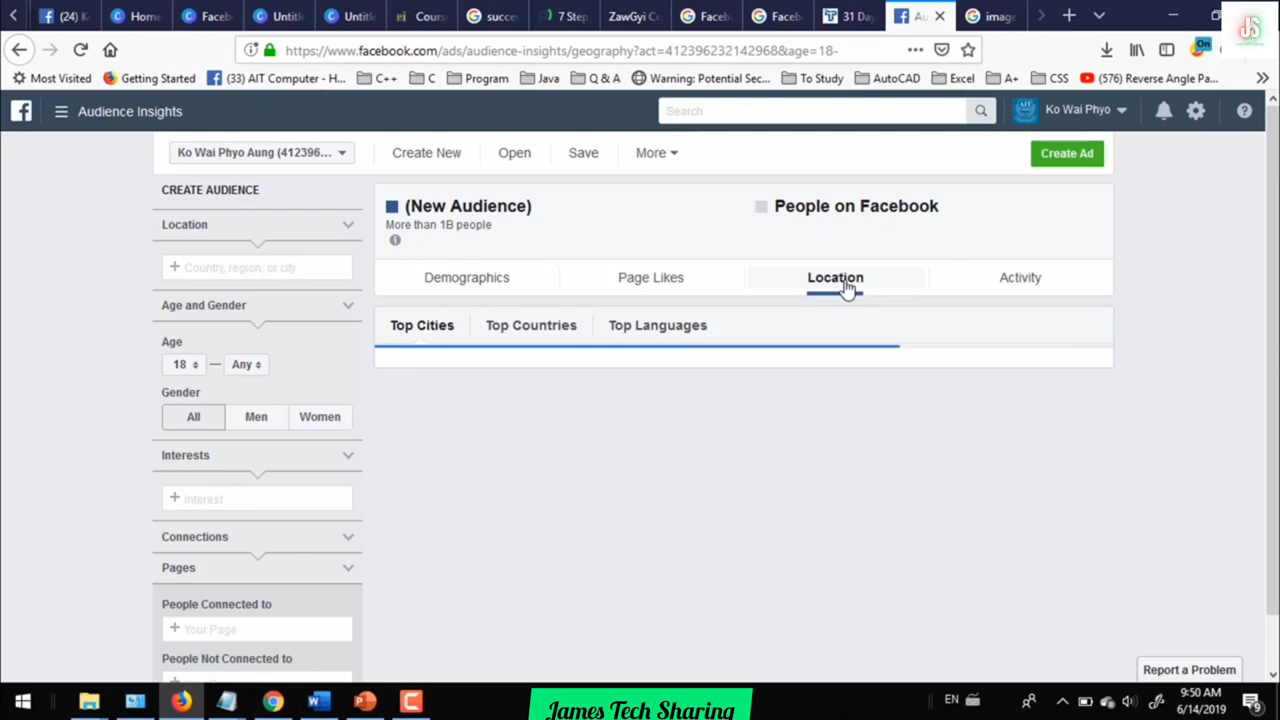 (24) K
Home
Faceb
Untitl
Untitl
Cours
succe
7 Step
ZawGyi Co
Faceb
Faceb
31 Day
Au
image
https://www.facebook.com/ads/audience-insights/geography?act=4123962321429688&age=18-
On
JS
Most Visited
Getting Started
(33) AIT Computer - H...
C++
C
Program
Java
Q & A
Warning: Potential Sec...
To Study
AutoCAD
Excel
A+
CSS
(576) Reverse Angle Pa...
Audience Insights
Search
Ko Wai Phyo
Ko Wai Phyo Aung (412396...
Create New
Open
Save
More
Create Ad
CREATE AUDIENCE
Location
+ Country, region, or city
Age and Gender
Age
18 — Any
Gender
All Men Women
Interests
+ Interest
Connections
Pages
People Connected to
+ Your Page
People Not Connected to
(New Audience)
More than 1B people
People on Facebook
Demographics
Page Likes
Location
Activity
Top Cities
Top Countries
Top Languages
Report a Problem
James Tech Sharing
EN
9:50 AM
6/14/2019
9